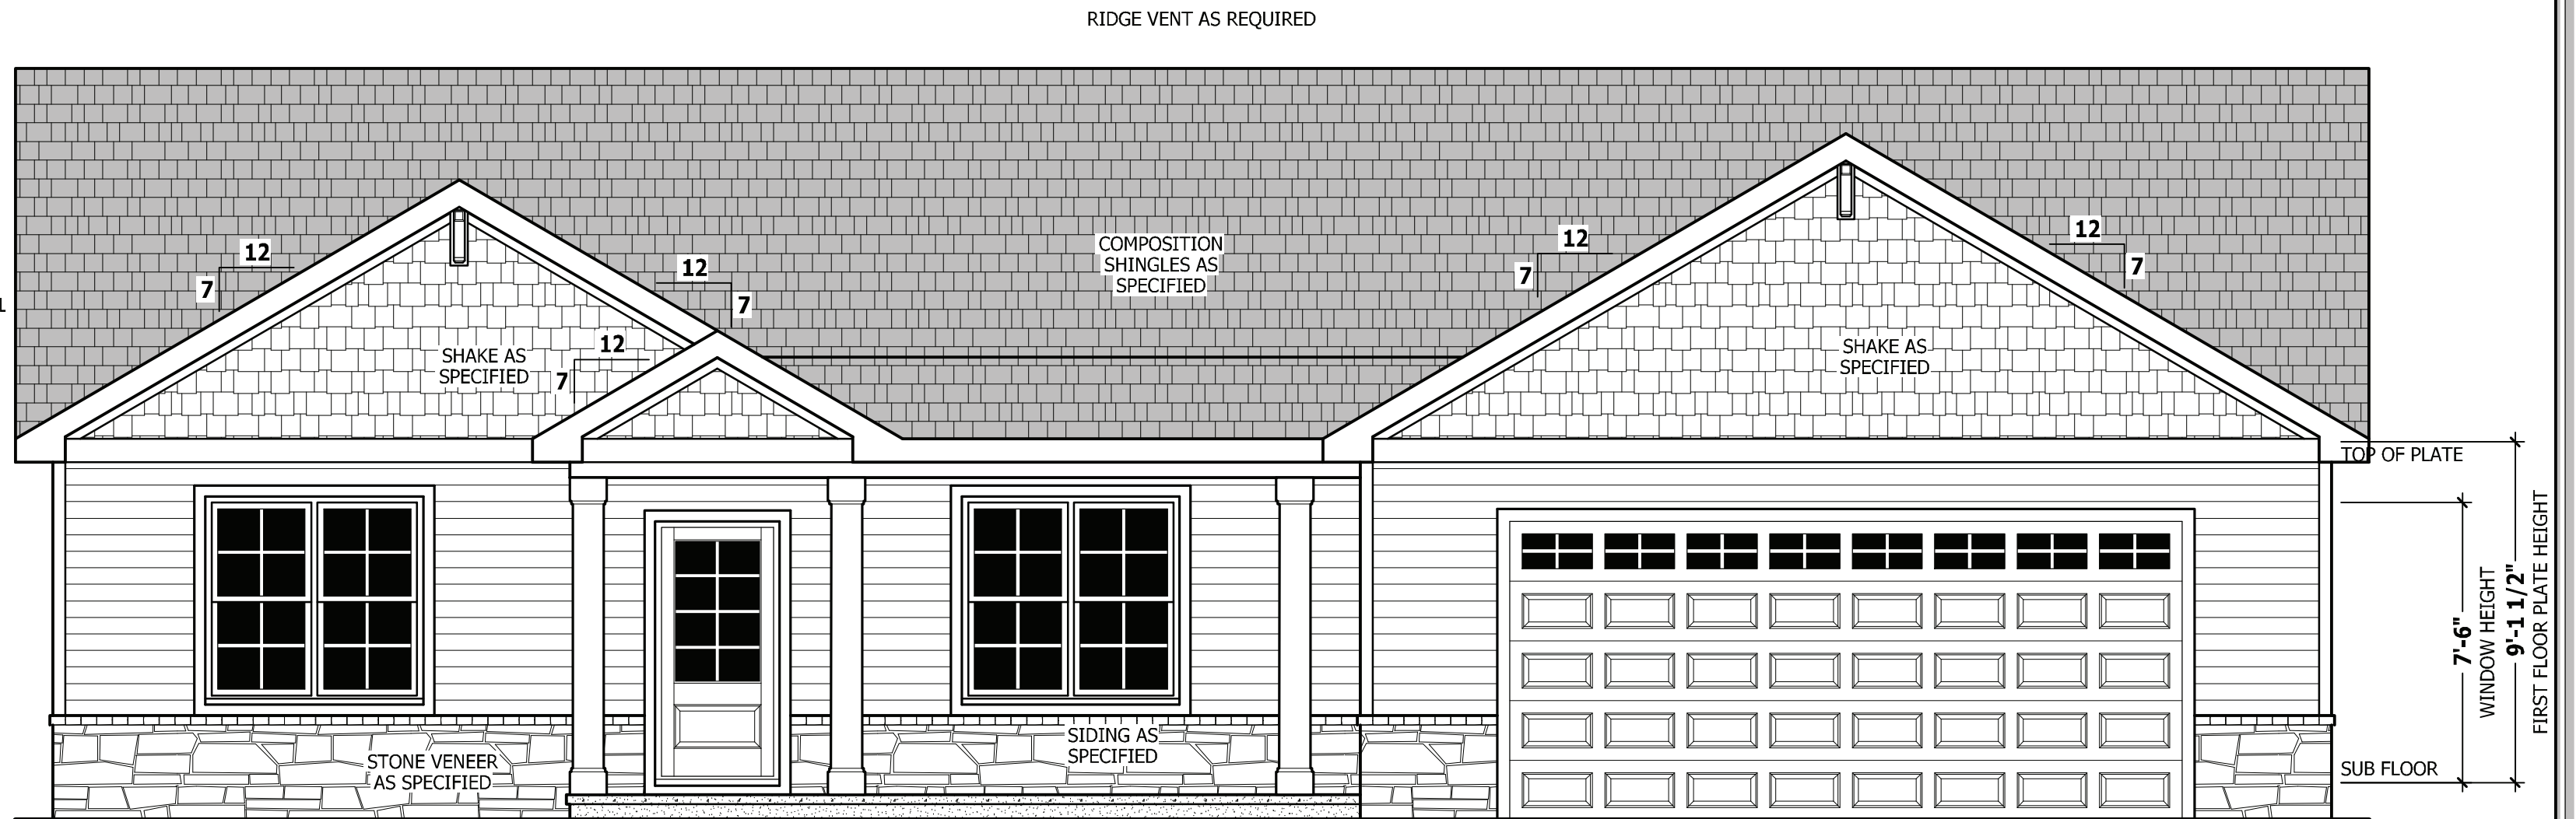 RIDGE VENT AS REQUIRED
12
7
12
7
12
7
COMPOSITION
SHINGLES AS
SPECIFIED
12
7
12
7
SHAKE AS
SPECIFIED
SHAKE AS
SPECIFIED
TOP OF PLATE
7'-6"
WINDOW HEIGHT
9'-1 1/2"
FIRST FLOOR PLATE HEIGHT
STONE VENEER
AS SPECIFIED
SIDING AS
SPECIFIED
SUB FLOOR